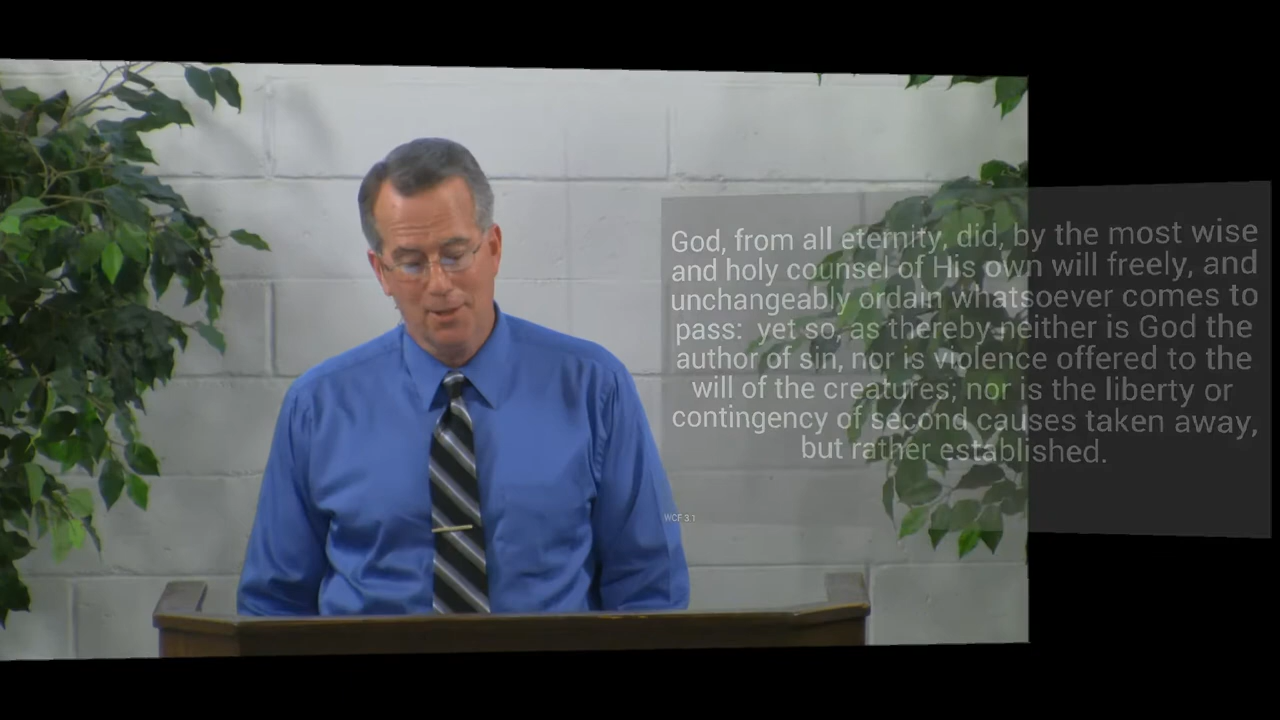 God, from all eternity, did, by the most wise
and holy counsel of His own will freely, and
unchangeably ordain whatsoever comes to
pass:  yet so, as thereby neither is God the
author of sin, nor is violence offered to the
will of the creatures; nor is the liberty or
contingency of second causes taken away,
but rather established.
WCF 3.1